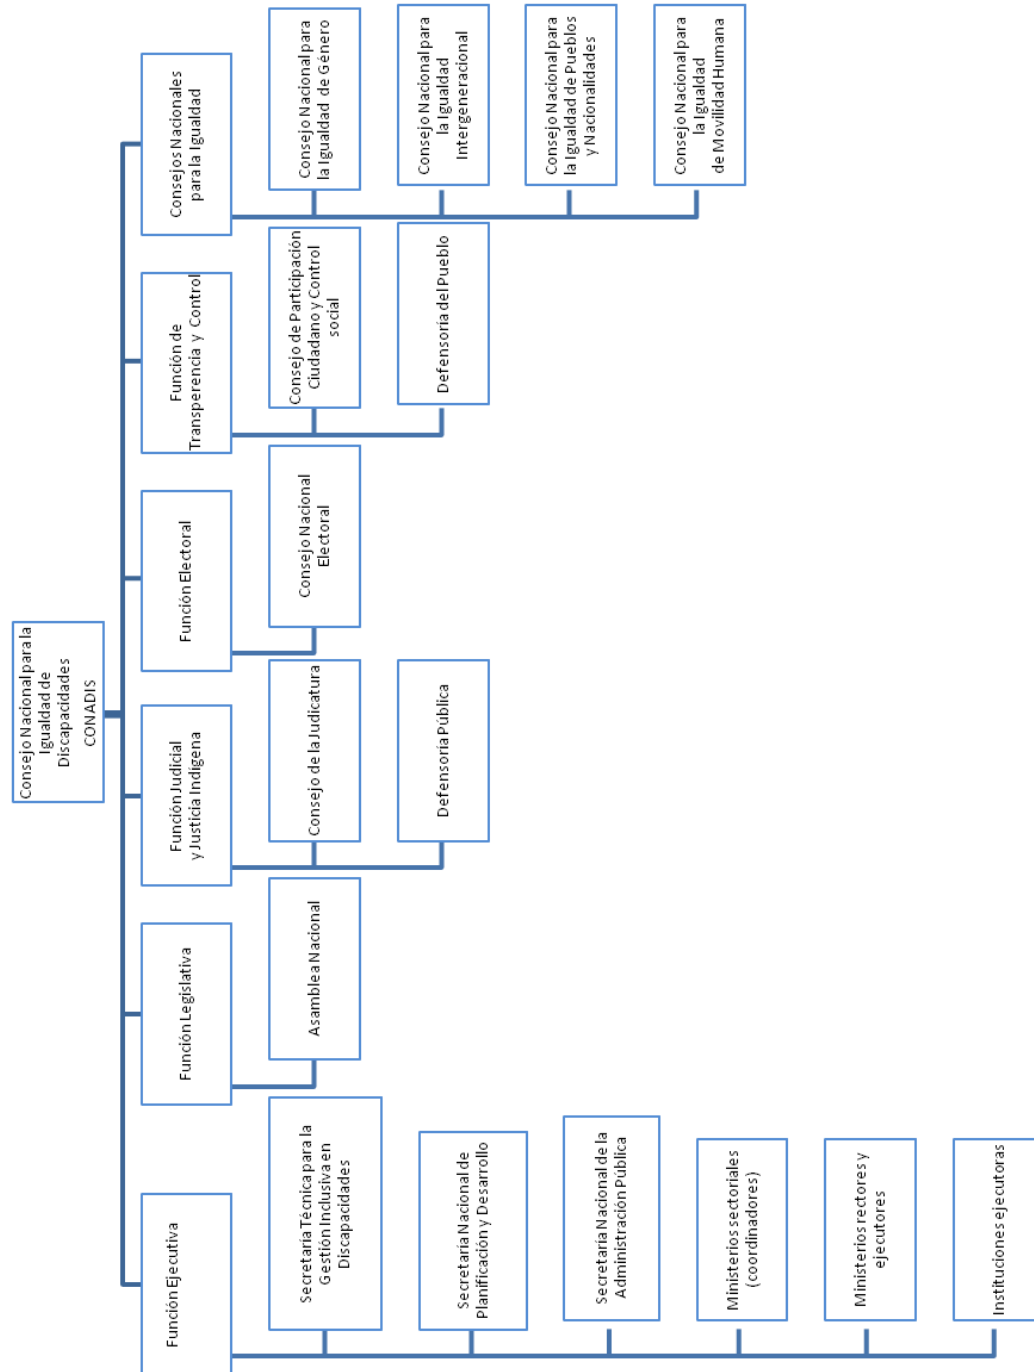 Consejo Nacional para la
Igualdad de
Discapacidades
CONADIS
Función Ejecutiva
Secretaría Técnica para la
Gestión Inclusiva en
Discapacidades
Secretaría Nacional de
Planificación y Desarrollo
Secretaría Nacional de la
Administración Pública
Ministerios sectoriales
(coordinadores)
Ministerios rectores y
ejecutores
Instituciones ejecutoras
Función Legislativa
Asamblea Nacional
Función Judicial
y Justicia Indígena
Consejo de la Judicatura
Defensoría Pública
Función Electoral
Consejo Nacional
Electoral
Función de
Transperencia y Control
Consejo de Participación
Ciudadano y Control
social
Defensoría del Pueblo
Consejos Nacionales
para la Igualdad
Consejo Nacional para
la Igualdad de Género
Consejo Nacional para
la Igualdad
Intergeneracional
Consejo Nacional para
la Igualdad de Pueblos
y Nacionalidades
Consejo Nacional para
la Igualdad
de Movilidad Humana